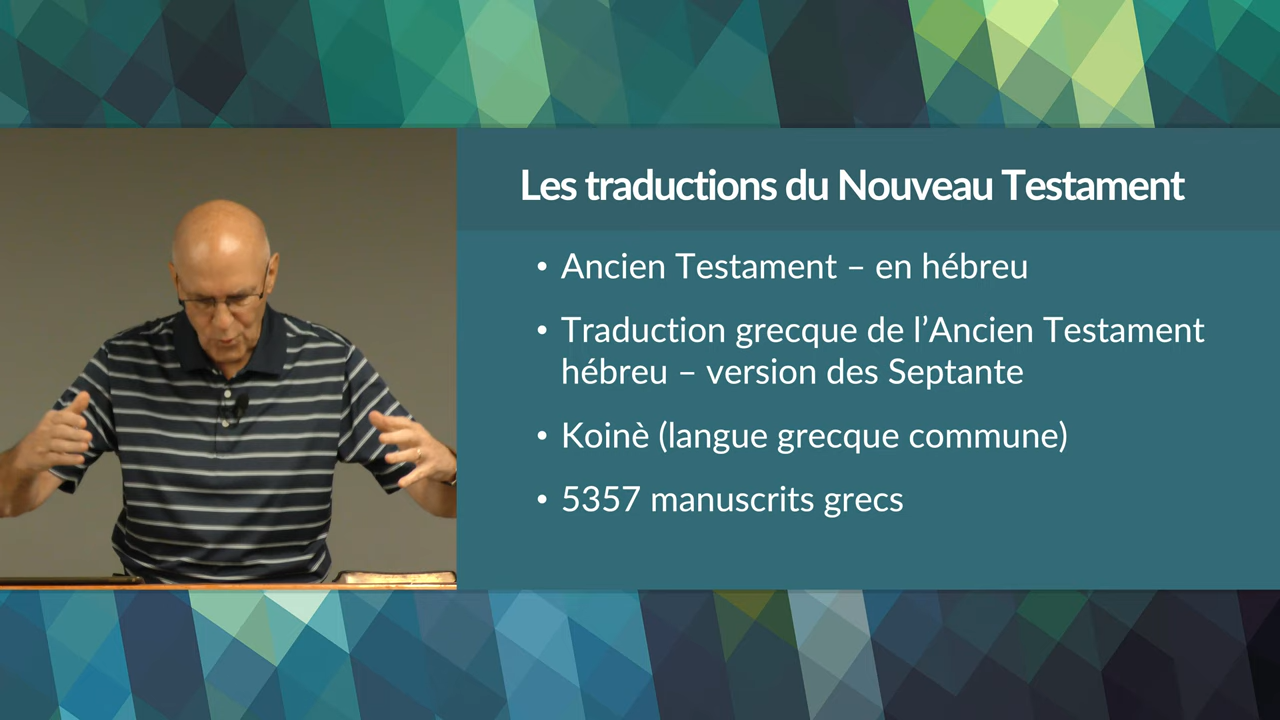 Les traductions du Nouveau Testament
• Ancien Testament – en hébreu
• Traduction grecque de l’Ancien Testament
hébreu – version des Septante
• Koinè (langue grecque commune)
• 5357 manuscrits grecs